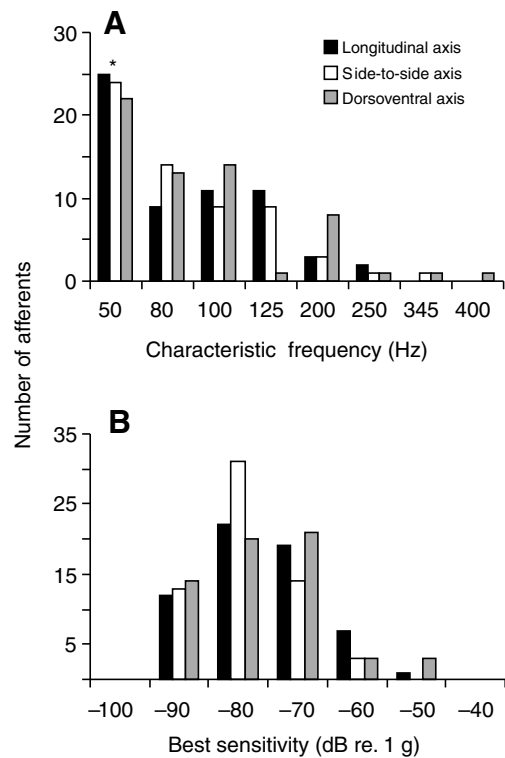 A
30
20
10
0
*
Longitudinal axis
Side-to-side axis
Dorsoventral axis
50 80 100 125 200 250 345 400
Characteristic frequency (Hz)
Number of afferents
B
35
25
15
5
–100 –90 –80 –70 –60 –50 –40
Best sensitivity (dB re. 1 g)